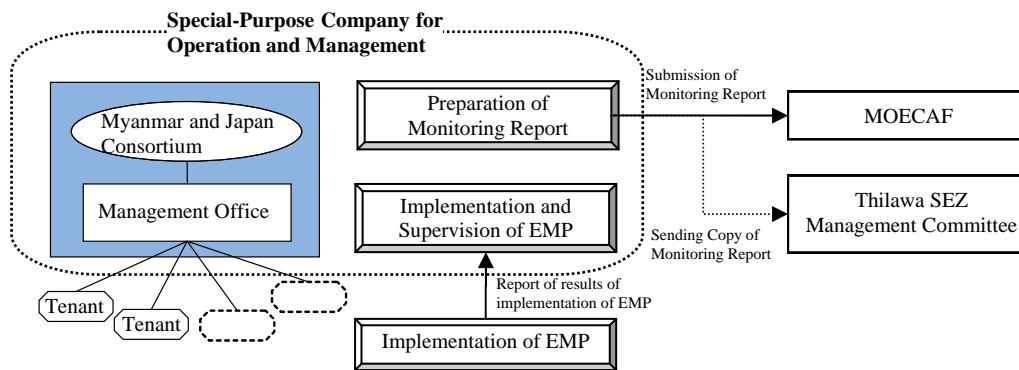 Special-Purpose Company for
Operation and Management
Myanmar and Japan
Consortium
Management Office
Tenant
Tenant
Preparation of
Monitoring Report
Implementation and
Supervision of EMP
Report of results of
implementation of EMP
Implementation of EMP
Submission of
Monitoring Report
MOECAF
Sending Copy of
Monitoring Report
Thilawa SEZ
Management Committee